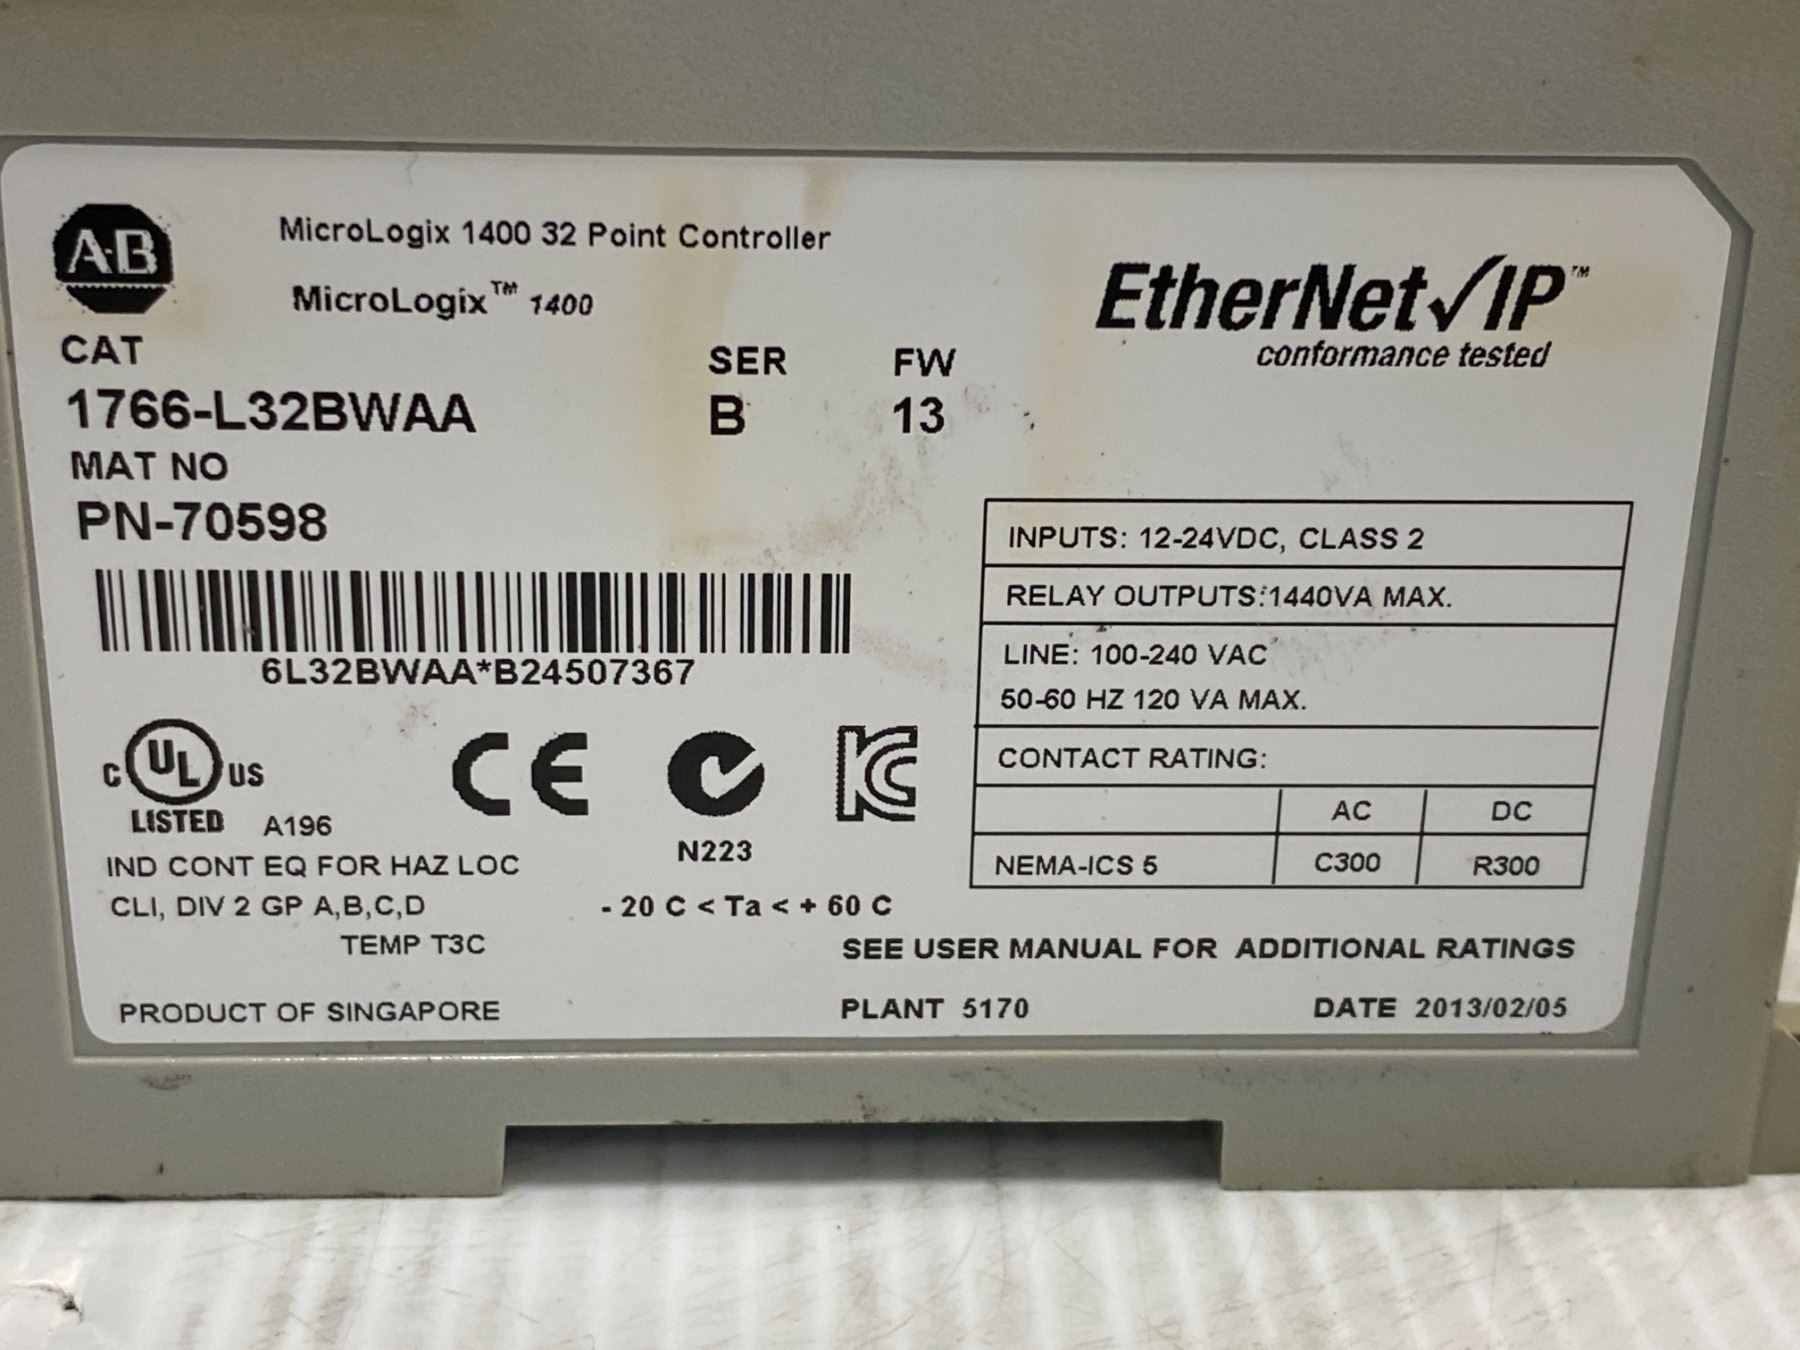 A-B
MicroLogix 1400 32 Point Controller
MicroLogix™ 1400
EtherNet/IP™
conformance tested
CAT
SER
FW
1766-L32BWAA
B
13
MAT NO
PN-70598
6L32BWAA*B24507367
INPUTS: 12-24VDC, CLASS 2
RELAY OUTPUTS:1440VA MAX.
LINE: 100-240 VAC
50-60 HZ 120 VA MAX.
CONTACT RATING:
AC
DC
NEMA-ICS 5
C300
R300
C UL US
LISTED
A196
CE
N223
KC
IND CONT EQ FOR HAZ LOC
CLI, DIV 2 GP A,B,C,D
TEMP T3C
- 20 C < Ta < + 60 C
SEE USER MANUAL FOR ADDITIONAL RATINGS
PRODUCT OF SINGAPORE
PLANT 5170
DATE 2013/02/05